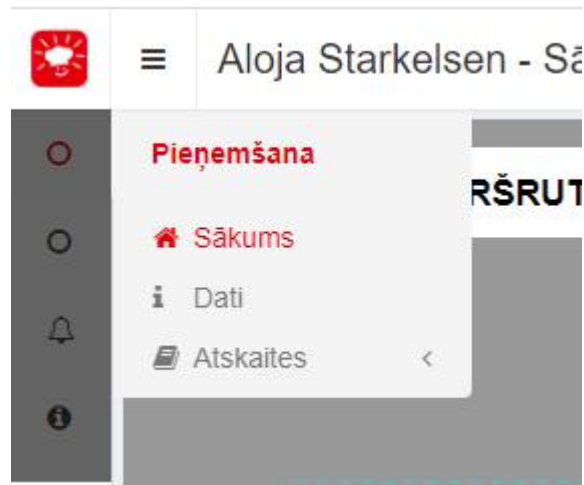 Aloja Starkelsen - Sā
Pieņemšana
RŠRUT
Sākums
Dati
Atskaites